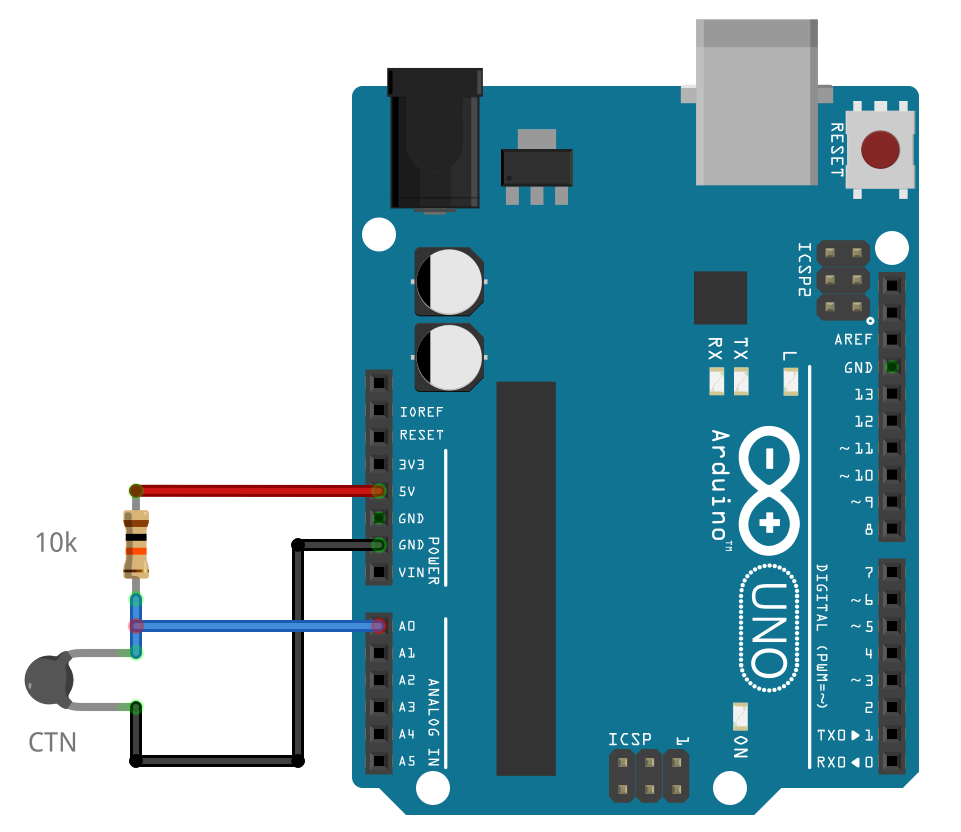 RESET
ICSP2
AREF
GND
13
12
~11
~10
~9
8
7
~6
~5
4
~3
2
TX0▶1
RX0◀0
DIGITAL (PWM=~)
RX
TX
L
Arduino™
UNO
ON
ICSP
1
IOREF
RESET
3V3
5V
GND
GND
VIN
POWER
A0
A1
A2
A3
A4
A5
ANALOG IN
10k
CTN